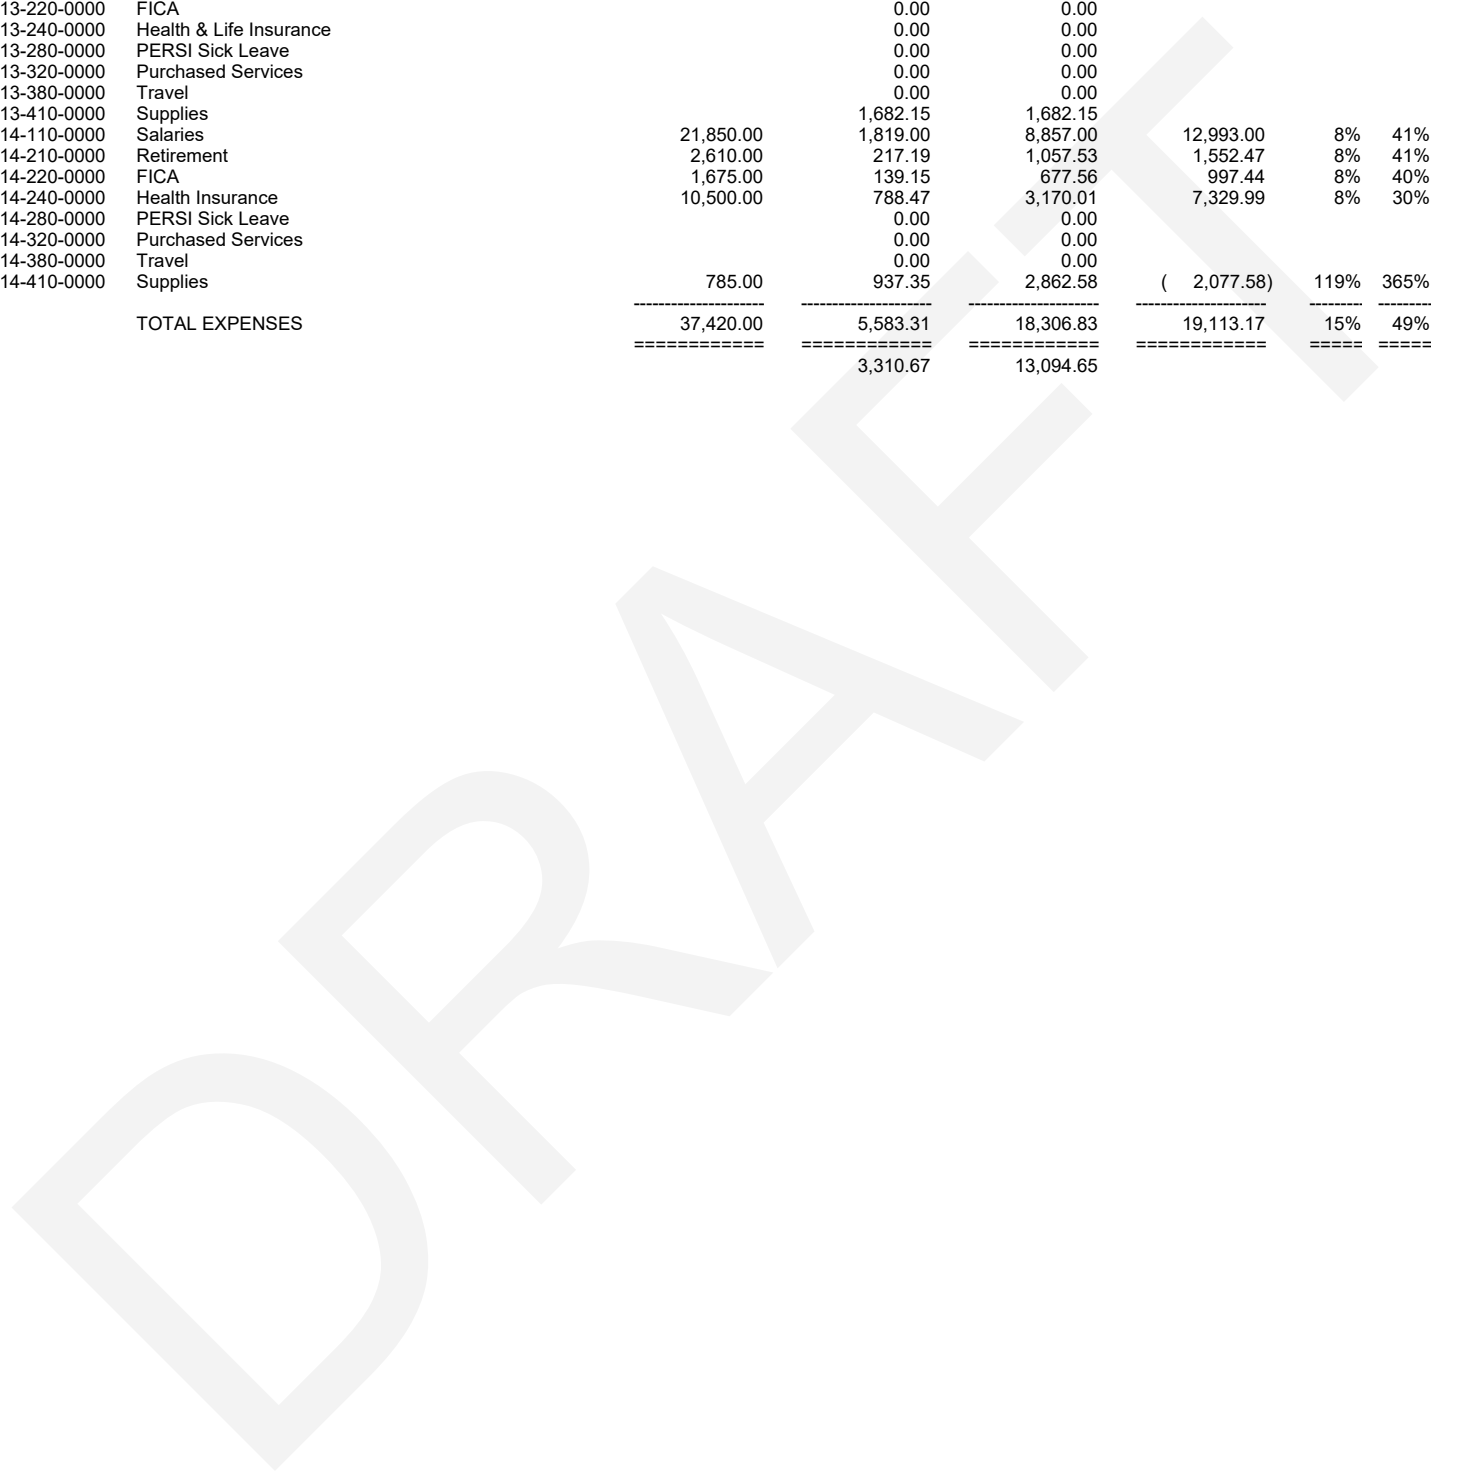 13-220-0000 FICA 0.00 0.00
13-240-0000 Health & Life Insurance 0.00 0.00
13-280-0000 PERSI Sick Leave 0.00 0.00
13-320-0000 Purchased Services 0.00 0.00
13-380-0000 Travel 0.00 0.00
13-410-0000 Supplies 1,682.15 1,682.15
14-110-0000 Salaries 21,850.00 1,819.00 8,857.00 12,993.00 8% 41%
14-210-0000 Retirement 2,610.00 217.19 1,057.53 1,552.47 8% 41%
14-220-0000 FICA 1,675.00 139.15 677.56 997.44 8% 40%
14-240-0000 Health Insurance 10,500.00 788.47 3,170.01 7,329.99 8% 30%
14-280-0000 PERSI Sick Leave 0.00 0.00
14-320-0000 Purchased Services 0.00 0.00
14-380-0000 Travel 0.00 0.00
14-410-0000 Supplies 785.00 937.35 2,862.58 ( 2,077.58) 119% 365%
--------------------- --------------------- --------------------- --------------------- -------- --------
TOTAL EXPENSES 37,420.00 5,583.31 18,306.83 19,113.17 15% 49%
============ ============ ============ ============ ===== =====
3,310.67 13,094.65
DRAFT